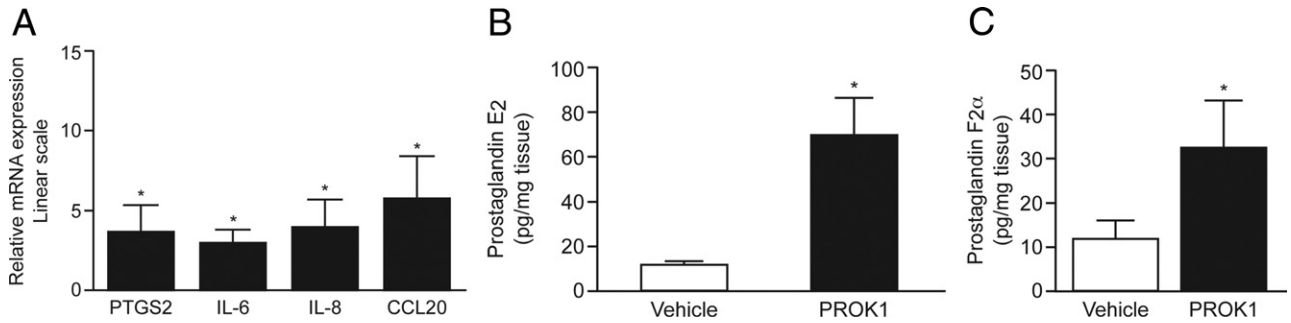 A
Relative mRNA expression
Linear scale
15
10
5
0
*
*
*
*
PTGS2 IL-6 IL-8 CCL20
B
Prostaglandin E2
(pg/mg tissue)
100
80
60
40
20
0
*
Vehicle PROK1
C
Prostaglandin F2α
(pg/mg tissue)
50
40
30
20
10
0
*
Vehicle PROK1